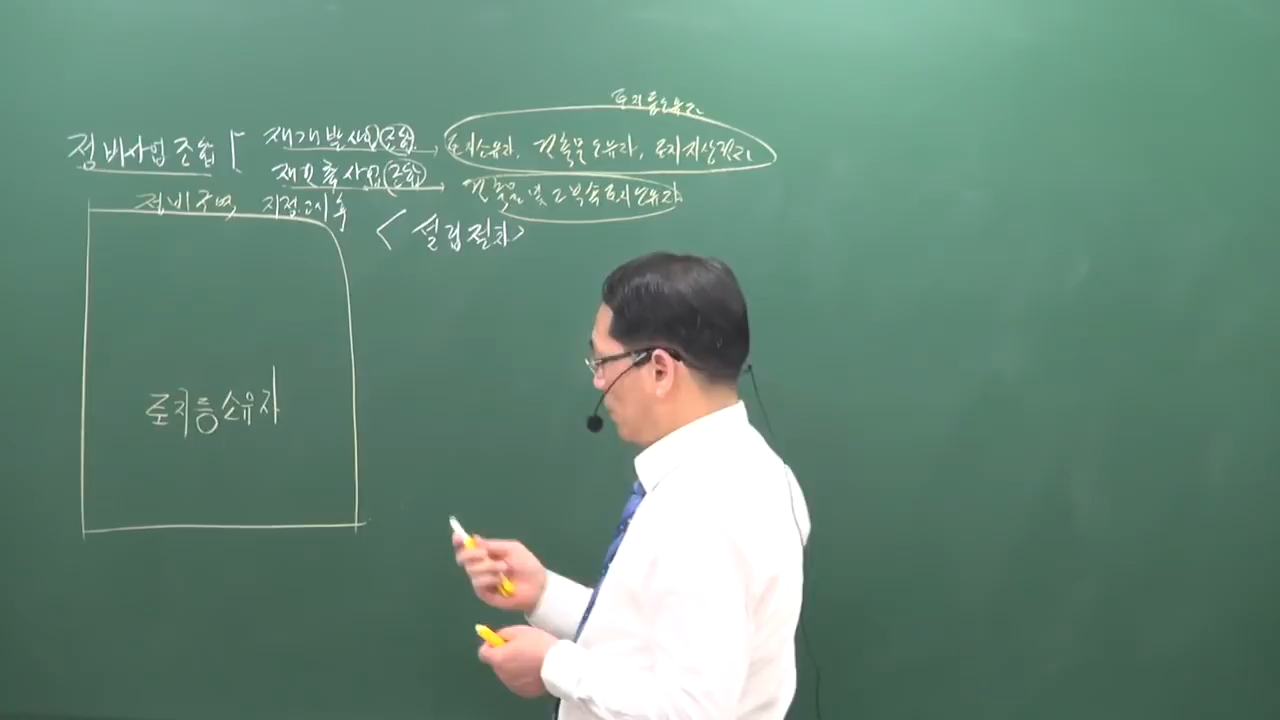 토지등소유자
정비사업조합 [ 재개발사업(조합) → 토지소유자, 건축물소유자, 토지지상권자
재건축사업(조합) → 건축물 및 그 부속토지소유자
정비구역 지정·고시 후
<설립절차>
토지등소유자